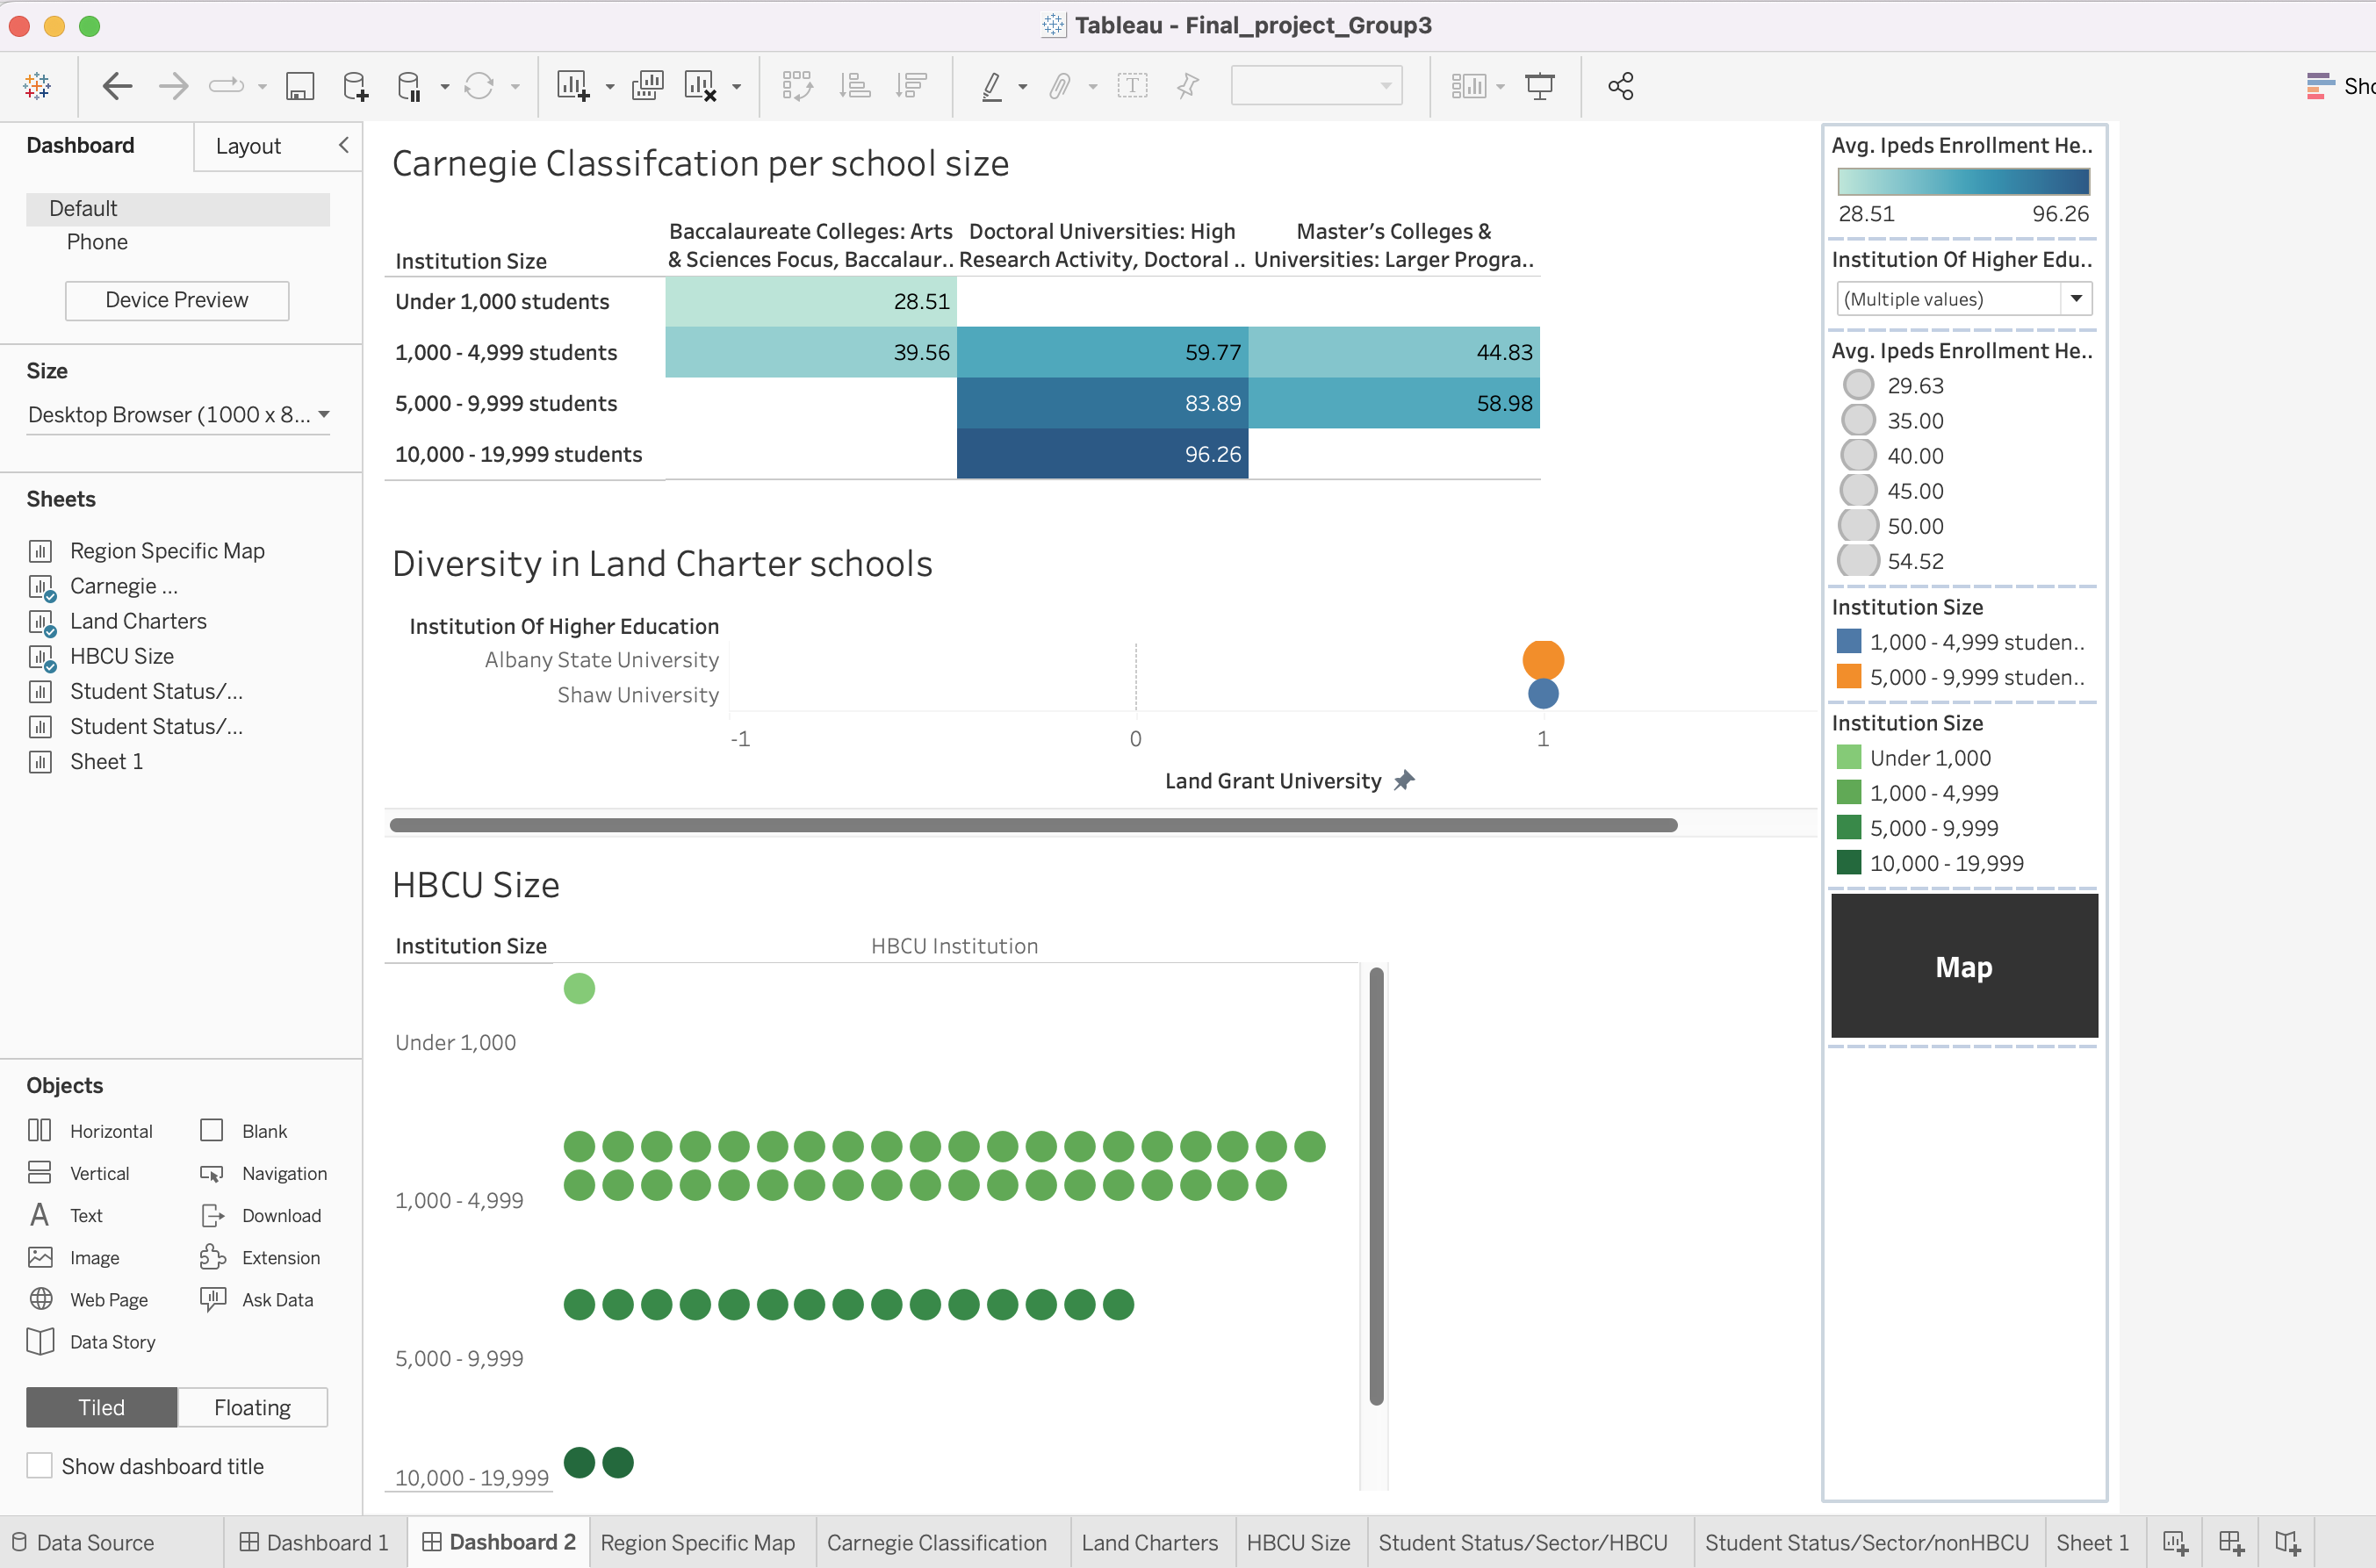 Tableau - Final_project_Group3
Sho
Dashboard
Layout
Default
Phone
Device Preview
Size
Desktop Browser (1000 x 8...
Sheets
Region Specific Map
Carnegie ...
Land Charters
HBCU Size
Student Status/...
Student Status/...
Sheet 1
Objects
Horizontal
Blank
Vertical
Navigation
Text
Download
Image
Extension
Web Page
Ask Data
Data Story
Tiled
Floating
Show dashboard title
Carnegie Classifcation per school size
Institution Size
Baccalaureate Colleges: Arts
& Sciences Focus, Baccalaur..
Doctoral Universities: High
Research Activity, Doctoral ..
Master's Colleges &
Universities: Larger Progra..
Under 1,000 students 28.51
1,000 - 4,999 students 39.56 59.77 44.83
5,000 - 9,999 students 83.89 58.98
10,000 - 19,999 students 96.26
Diversity in Land Charter schools
Institution Of Higher Education
Albany State University
Shaw University
-1 0 1
Land Grant University
HBCU Size
Institution Size
HBCU Institution
Under 1,000
1,000 - 4,999
5,000 - 9,999
10,000 - 19,999
Avg. Ipeds Enrollment He..
28.51 96.26
Institution Of Higher Edu..
(Multiple values)
Avg. Ipeds Enrollment He..
29.63
35.00
40.00
45.00
50.00
54.52
Institution Size
1,000 - 4,999 studen..
5,000 - 9,999 studen..
Institution Size
Under 1,000
1,000 - 4,999
5,000 - 9,999
10,000 - 19,999
Map
Data Source
Dashboard 1
Dashboard 2
Region Specific Map
Carnegie Classification
Land Charters
HBCU Size
Student Status/Sector/HBCU
Student Status/Sector/nonHBCU
Sheet 1